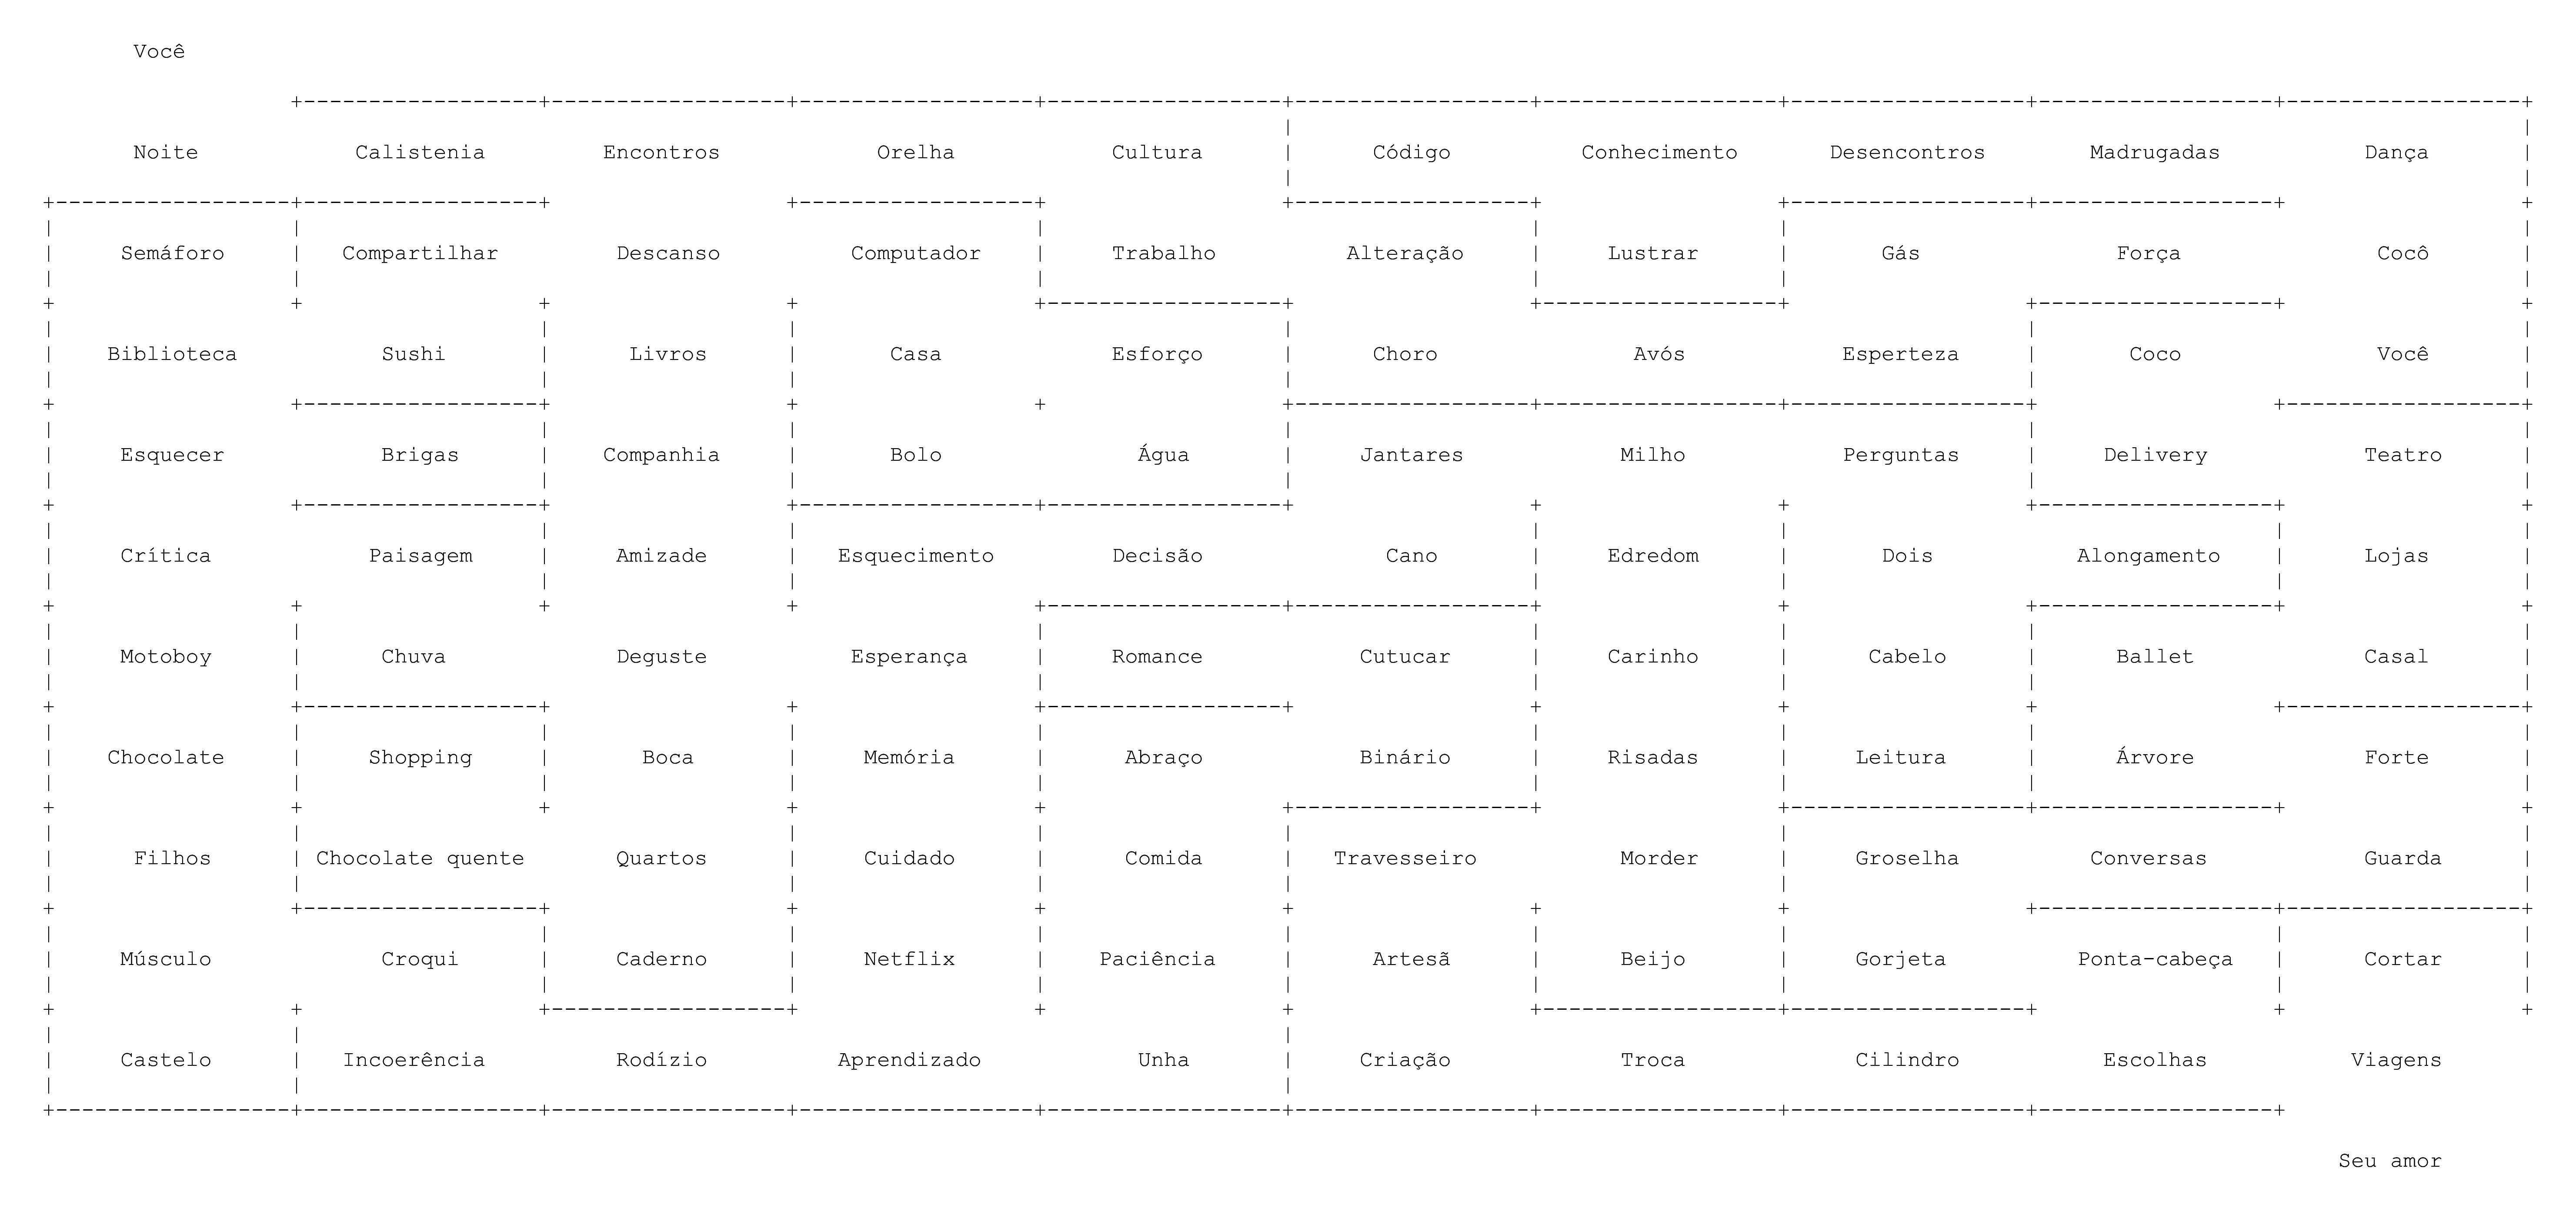 Você
Noite Calistenia Encontros Orelha Cultura Código Conhecimento Desencontros Madrugadas Dança
Semáforo Compartilhar Descanso Computador Trabalho Alteração Lustrar Gás Força Cocô
Biblioteca Sushi Livros Casa Esforço Choro Avós Esperteza Coco Você
Esquecer Brigas Companhia Bolo Água Jantares Milho Perguntas Delivery Teatro
Crítica Paisagem Amizade Esquecimento Decisão Cano Edredom Dois Alongamento Lojas
Motoboy Chuva Deguste Esperança Romance Cutucar Carinho Cabelo Ballet Casal
Chocolate Shopping Boca Memória Abraço Binário Risadas Leitura Árvore Forte
Filhos Chocolate quente Quartos Cuidado Comida Travesseiro Morder Groselha Conversas Guarda
Músculo Croqui Caderno Netflix Paciência Artesã Beijo Gorjeta Ponta-cabeça Cortar
Castelo Incoerência Rodízio Aprendizado Unha Criação Troca Cilindro Escolhas Viagens
Seu amor